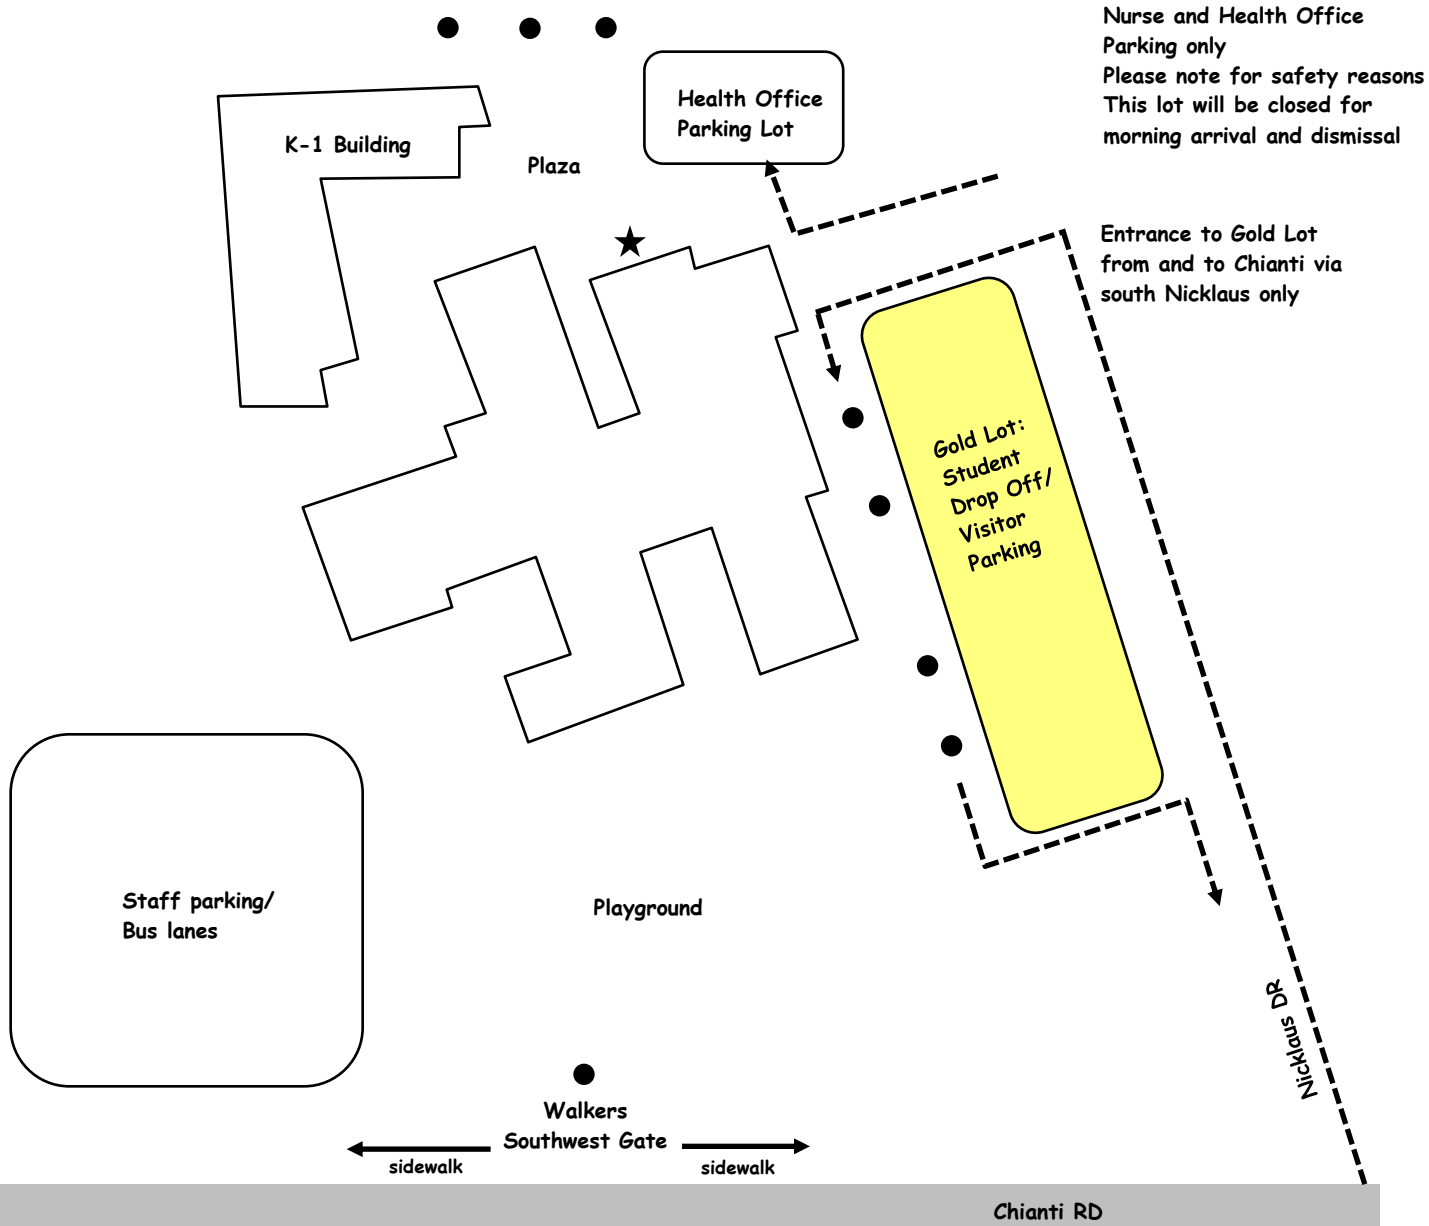 Nurse and Health Office
Parking only
Please note for safety reasons
This lot will be closed for
morning arrival and dismissal
Health Office
Parking Lot
K-1 Building
Plaza
Entrance to Gold Lot
from and to Chianti via
south Nicklaus only
Gold Lot:
Student
Drop Off/
Visitor
Parking
Staff parking/
Bus lanes
Playground
Nicklaus DR
Walkers
Southwest Gate
sidewalk
sidewalk
Chianti RD